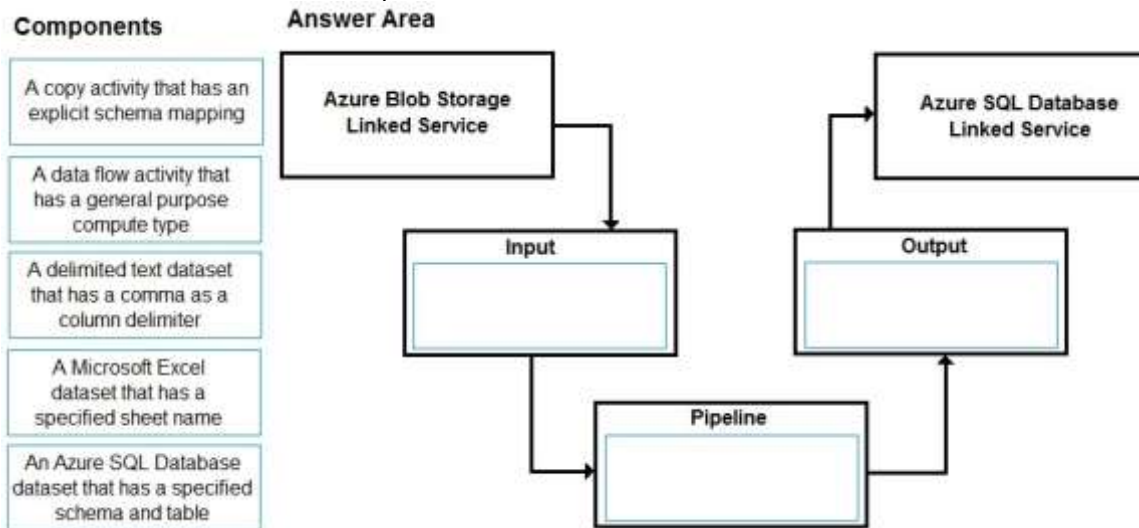 Components
A copy activity that has an
explicit schema mapping
A data flow activity that
has a general purpose
compute type
A delimited text dataset
that has a comma as a
column delimiter
A Microsoft Excel
dataset that has a
specified sheet name
An Azure SQL Database
dataset that has a specified
schema and table
Answer Area
Azure Blob Storage
Linked Service
Azure SQL Database
Linked Service
Input
Output
Pipeline